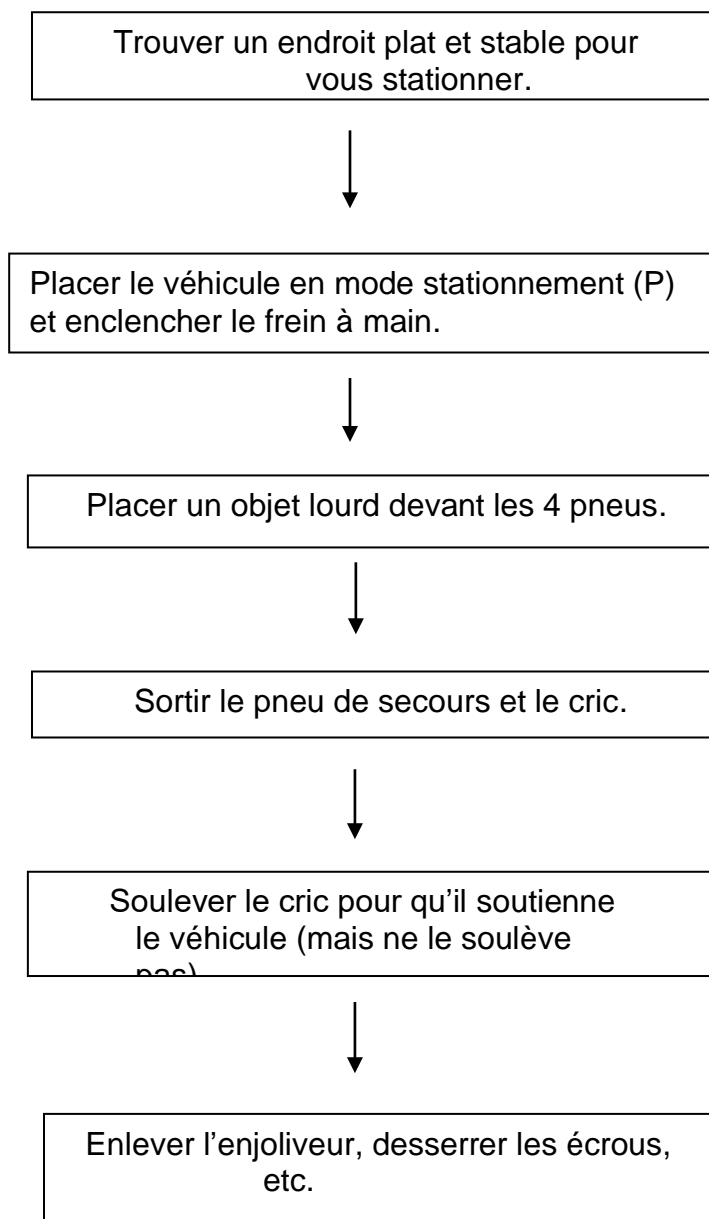 Trouver un endroit plat et stable pour
vous stationner.
Placer le véhicule en mode stationnement (P)
et enclencher le frein à main.
Placer un objet lourd devant les 4 pneus.
Sortir le pneu de secours et le cric.
Soulever le cric pour qu’il soutienne
le véhicule (mais ne le soulève
pas)
Enlever l’enjoliveur, desserrer les écrous,
etc.